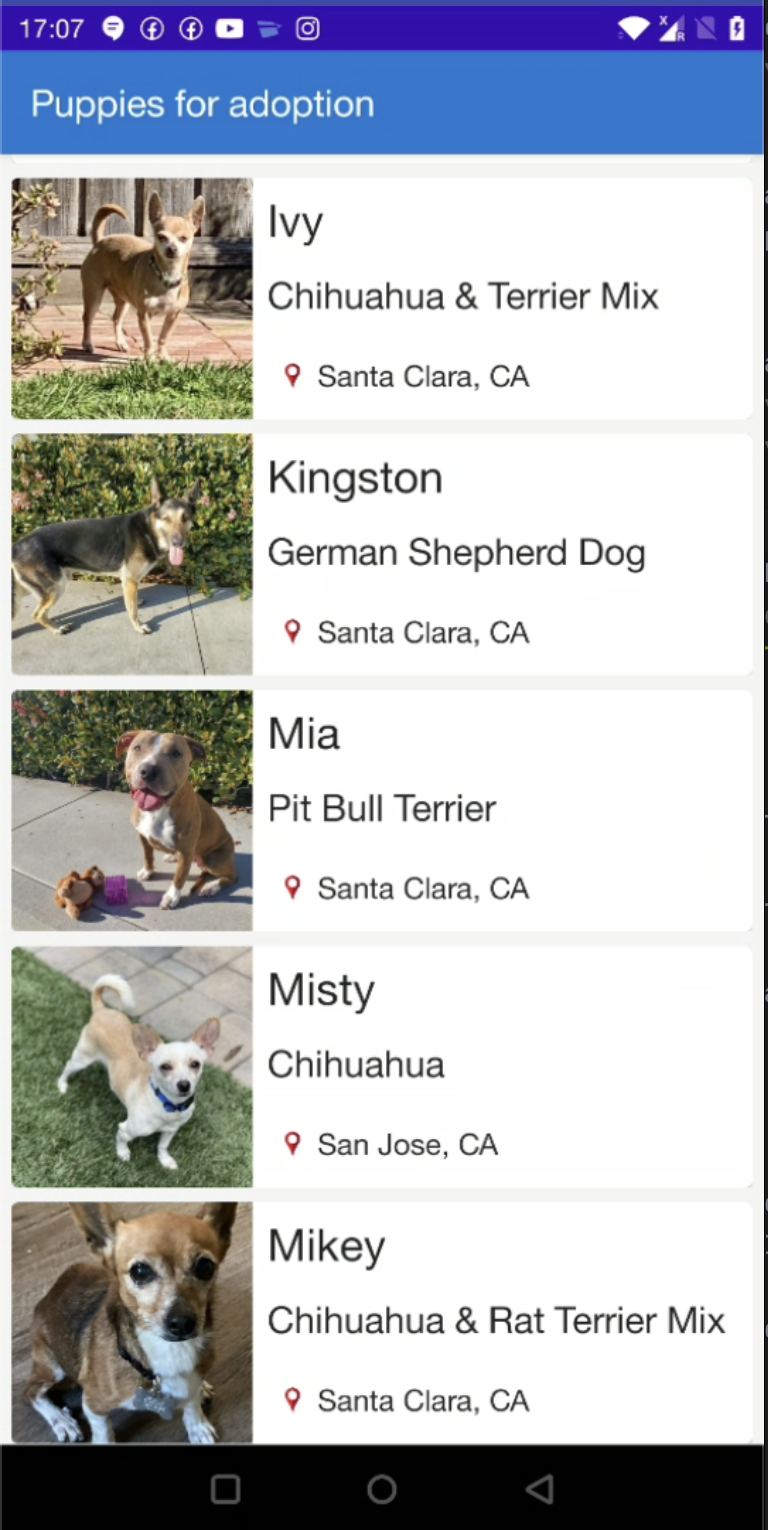 17:07
Puppies for adoption
Ivy
Chihuahua & Terrier Mix
Santa Clara, CA
Kingston
German Shepherd Dog
Santa Clara, CA
Mia
Pit Bull Terrier
Santa Clara, CA
Misty
Chihuahua
San Jose, CA
Mikey
Chihuahua & Rat Terrier Mix
Santa Clara, CA